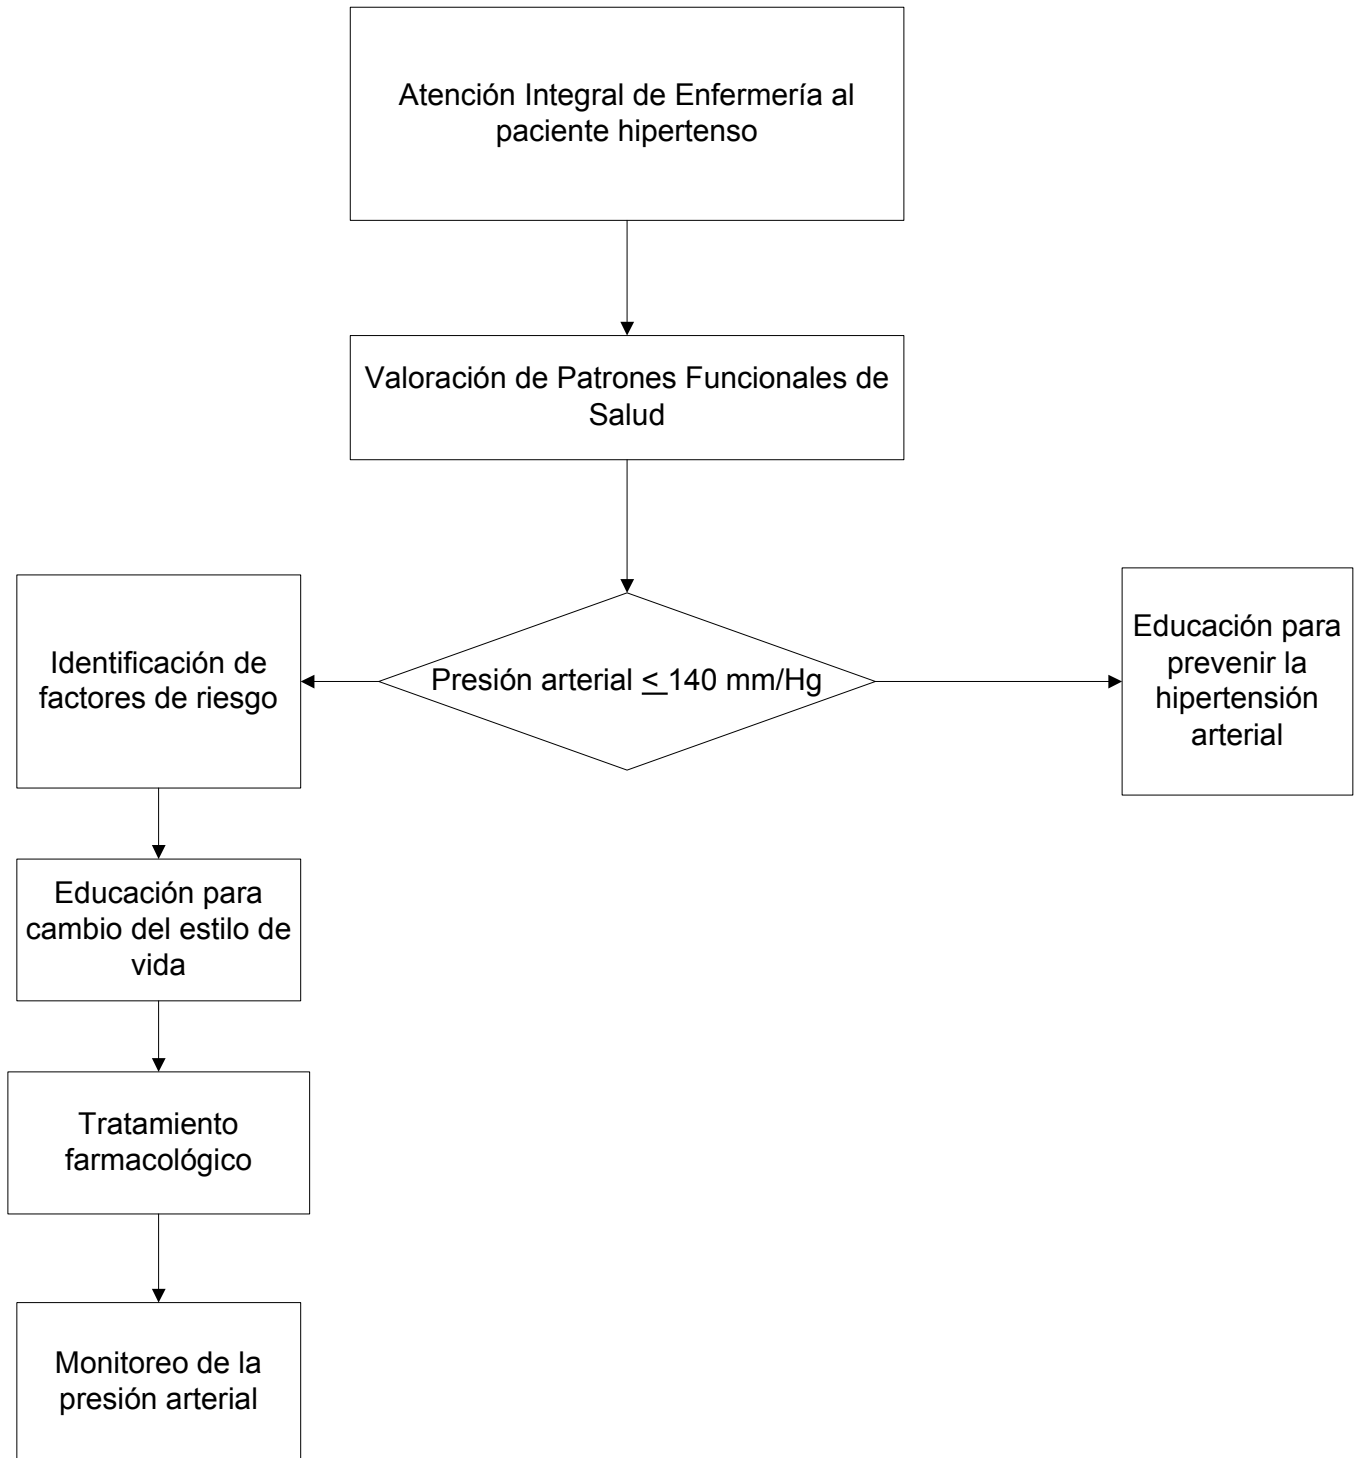 Atención Integral de Enfermería al
paciente hipertenso
Valoración de Patrones Funcionales de
Salud
Identificación de
factores de riesgo
Presión arterial < 140 mm/Hg
Educación para
prevenir la
hipertensión
arterial
Educación para
cambio del estilo de
vida
Tratamiento
farmacológico
Monitoreo de la
presión arterial